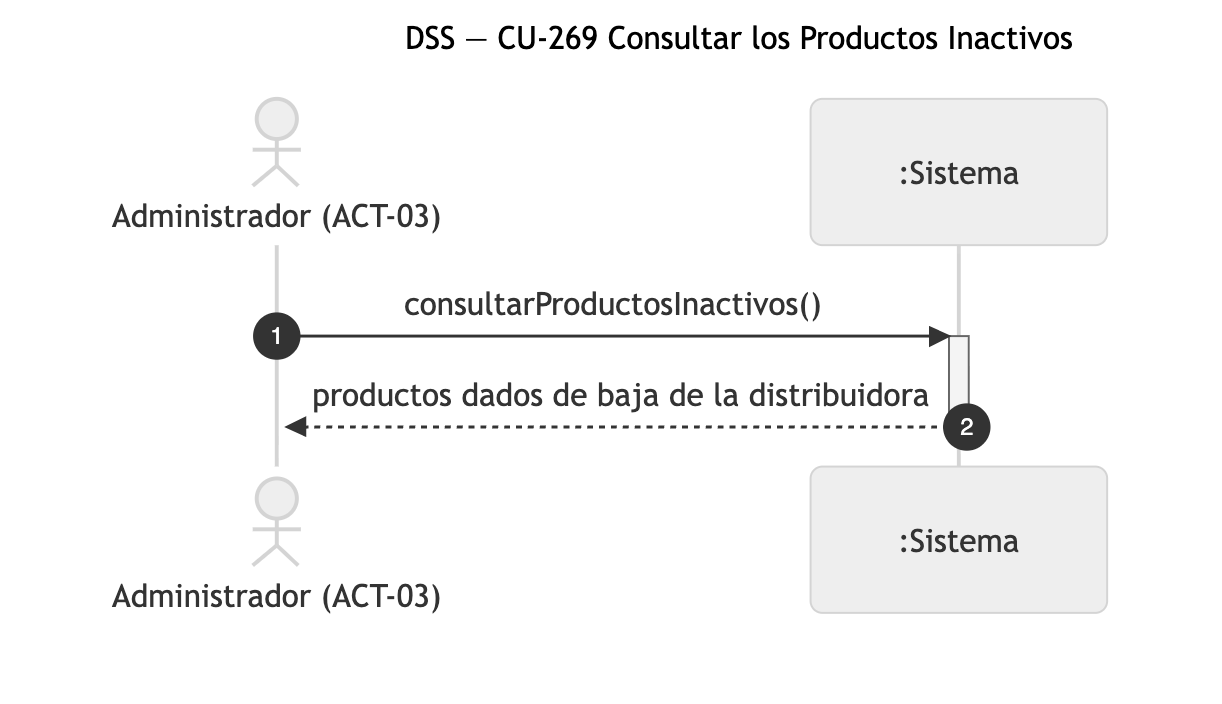 DSS — CU-269 Consultar los Productos Inactivos
:Sistema
Administrador (ACT-03)
consultarProductosInactivos()
1
productos dados de baja de la distribuidora
2
:Sistema
Administrador (ACT-03)